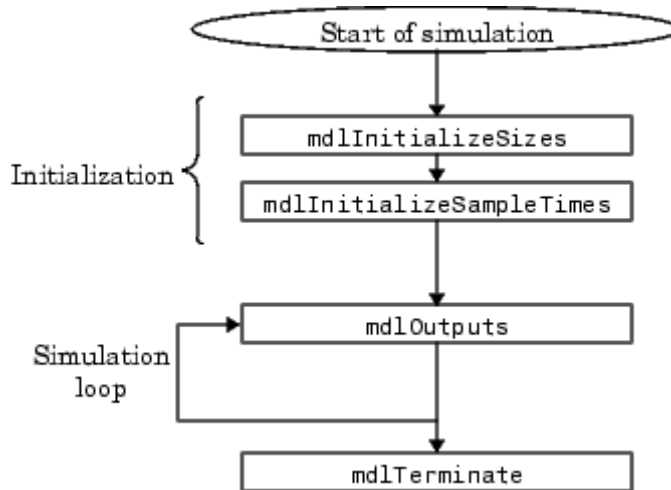 Start of simulation
mdlInitializeSizes
Initialization
mdlInitializeSampleTimes
mdlOutputs
Simulation
loop
mdlTerminate